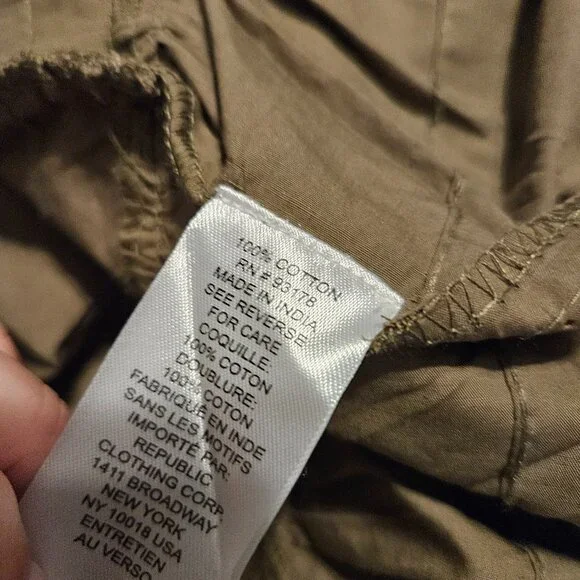 100% COTTON
RN # 93178
MADE IN INDIA
SEE REVERSE
FOR CARE
COQUILLE:
100% COTON
DOUBLURE:
100% COTON
FABRIQUÉ EN INDE
SANS LES MOTIFS
IMPORTÉ PAR:
REPUBLIC
CLOTHING CORP.
1411 BROADWAY
NEW YORK
NY 10018 USA
ENTRETIEN
AU VERSO